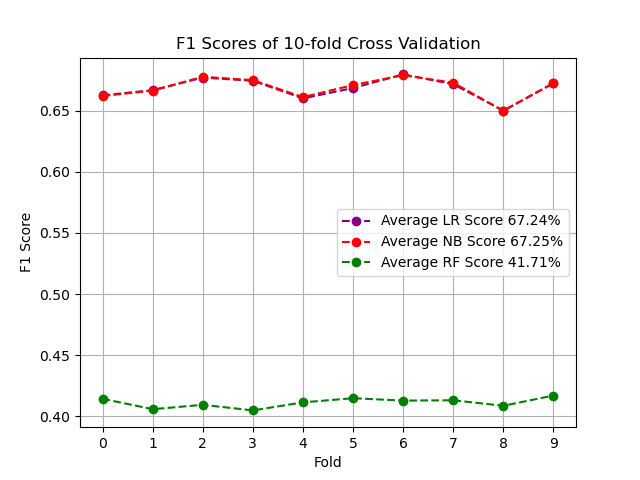 F1 Scores of 10-fold Cross Validation
F1 Score
0.65
0.60
0.55
0.50
0.45
0.40
Average LR Score 67.24%
Average NB Score 67.25%
Average RF Score 41.71%
0 1 2 3 4 5 6 7 8 9
Fold